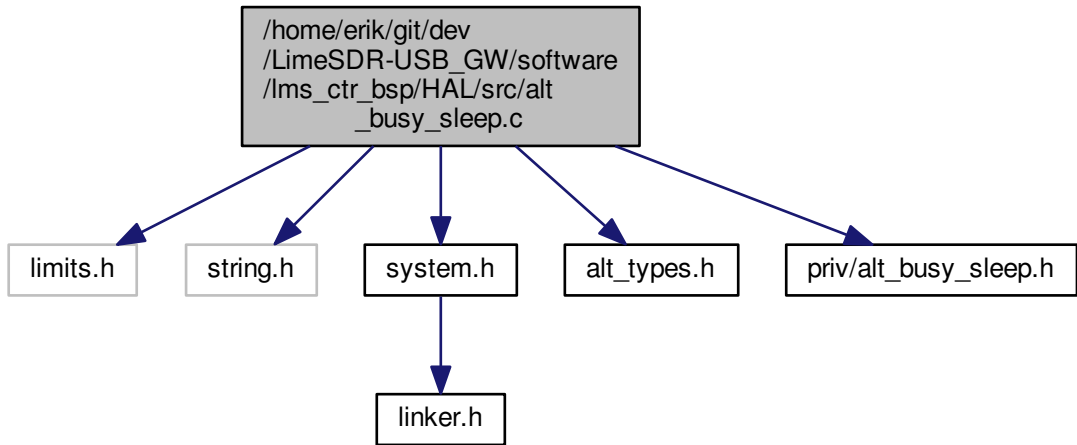 /home/erik/git/dev
/LimeSDR-USB_GW/software
/lms_ctr_bsp/HAL/src/alt
_busy_sleep.c
limits.h
string.h
system.h
alt_types.h
priv/alt_busy_sleep.h
linker.h